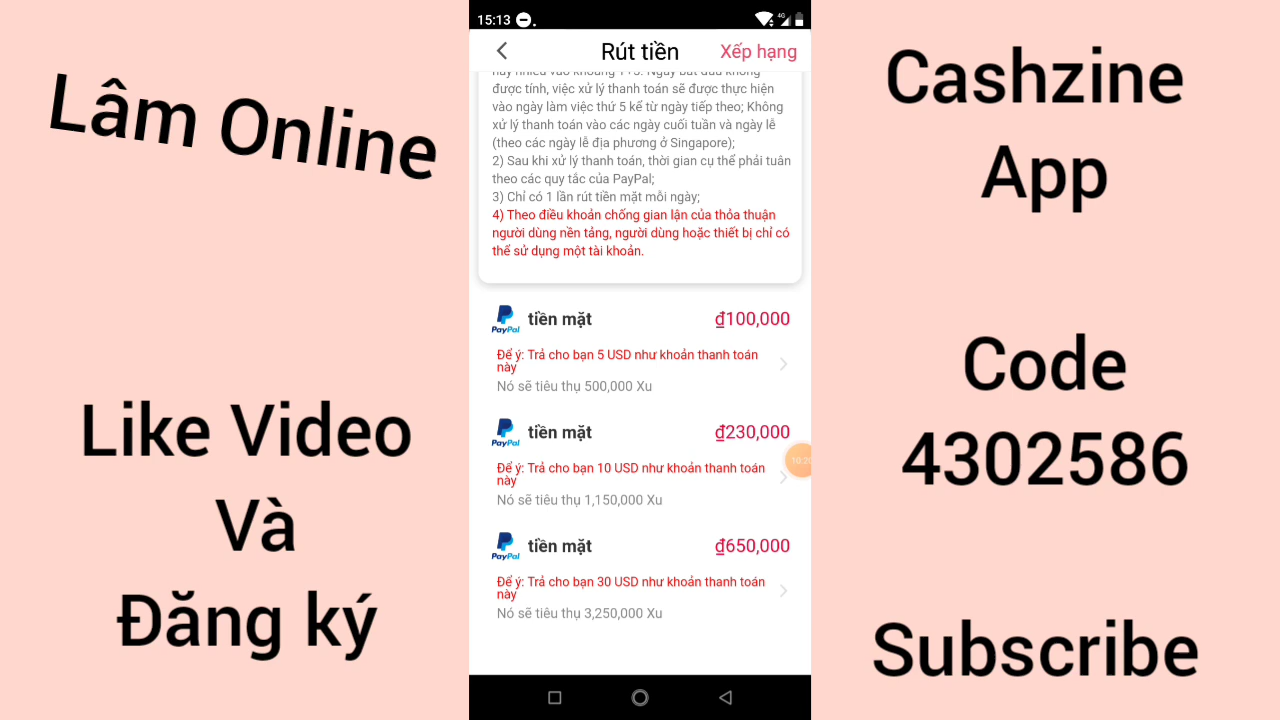 Lâm Online
Like Video
Và
Đăng ký
15:13
4G
Rút tiền
Xếp hạng
được tính, việc xử lý thanh toán sẽ được thực hiện
vào ngày làm việc thứ 5 kể từ ngày tiếp theo; Không
xử lý thanh toán vào các ngày cuối tuần và ngày lễ
(theo các ngày lễ địa phương ở Singapore);
2) Sau khi xử lý thanh toán, thời gian cụ thể phải tuân
theo các quy tắc của PayPal;
3) Chỉ có 1 lần rút tiền mặt mỗi ngày;
4) Theo điều khoản chống gian lận của thỏa thuận
người dùng nền tảng, người dùng hoặc thiết bị chỉ có
thể sử dụng một tài khoản.
PayPal
tiền mặt
₫100,000
Để ý: Trả cho bạn 5 USD như khoản thanh toán
này
Nó sẽ tiêu thụ 500,000 Xu
PayPal
tiền mặt
₫230,000
Để ý: Trả cho bạn 10 USD như khoản thanh toán
này
Nó sẽ tiêu thụ 1,150,000 Xu
PayPal
tiền mặt
₫650,000
Để ý: Trả cho bạn 30 USD như khoản thanh toán
này
Nó sẽ tiêu thụ 3,250,000 Xu
Cashzine
App
Code
4302586
Subscribe